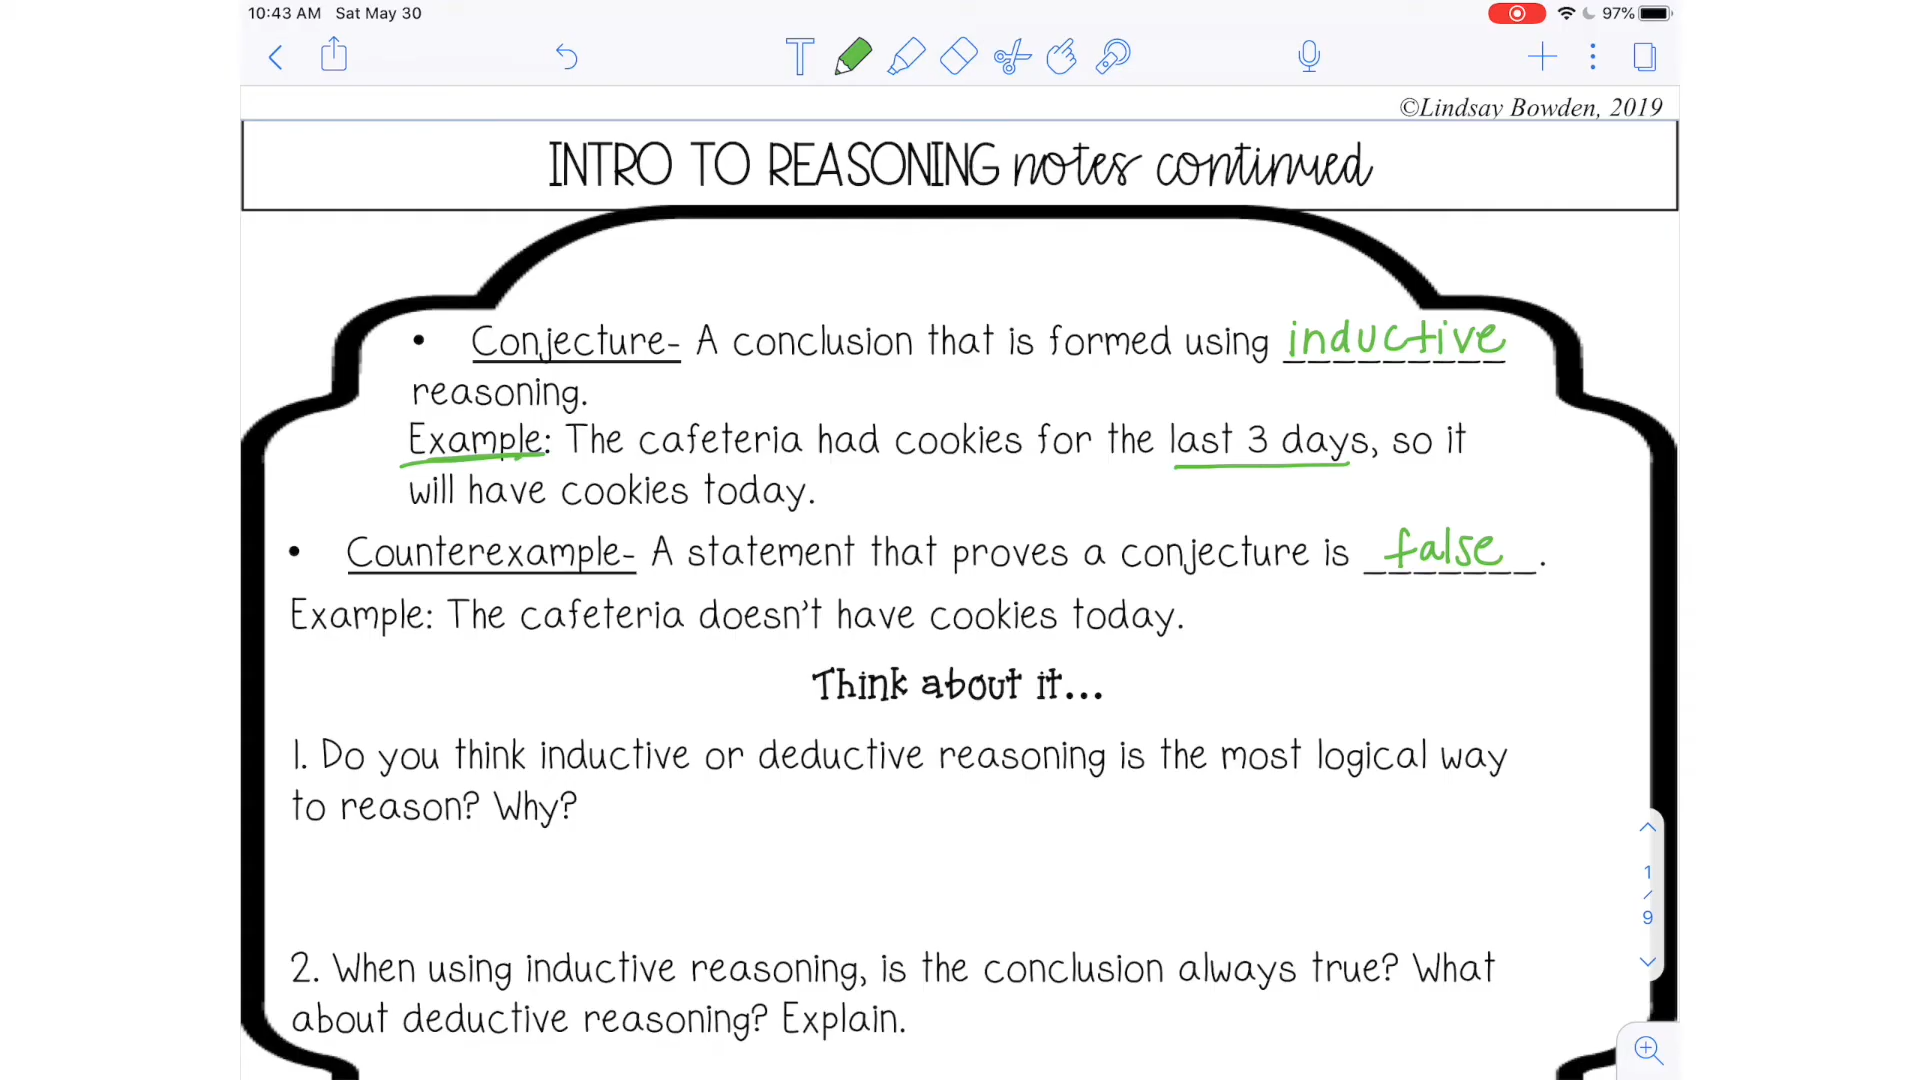 10:43 AM Sat May 30
97%
T
©Lindsay Bowden, 2019
INTRO TO REASONING notes continued
• Conjecture- A conclusion that is formed using inductive
reasoning.
Example: The cafeteria had cookies for the last 3 days, so it
will have cookies today.
• Counterexample- A statement that proves a conjecture is false.
Example: The cafeteria doesn't have cookies today.
Think about it...
1. Do you think inductive or deductive reasoning is the most logical way
to reason? Why?
1
/
9
2. When using inductive reasoning, is the conclusion always true? What
about deductive reasoning? Explain.